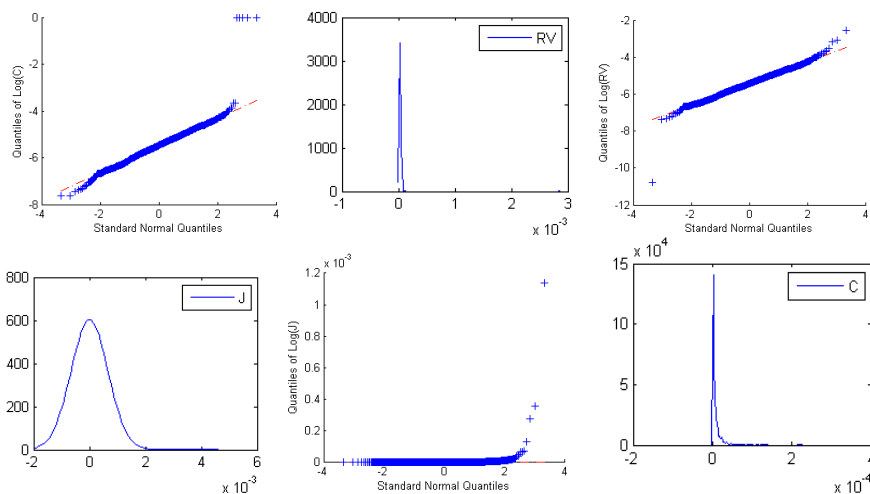 Quantiles of Log(C)
0
-2
-4
-6
-8
-4 -2 0 2 4
Standard Normal Quantiles
4000
3000
2000
1000
0
RV
-1 0 1 2 3
x 10^-3
Quantiles of Log(RV)
-2
-4
-6
-8
-10
-12
-4 -2 0 2 4
Standard Normal Quantiles
800
600
400
200
0
J
-2 0 2 4 6
x 10^-3
x 10^-3
Quantiles of Log(J)
1.2
1
0.8
0.6
0.4
0.2
0
-4 -2 0 2 4
Standard Normal Quantiles
x 10^4
15
10
5
0
C
-2 0 2 4
x 10^-4